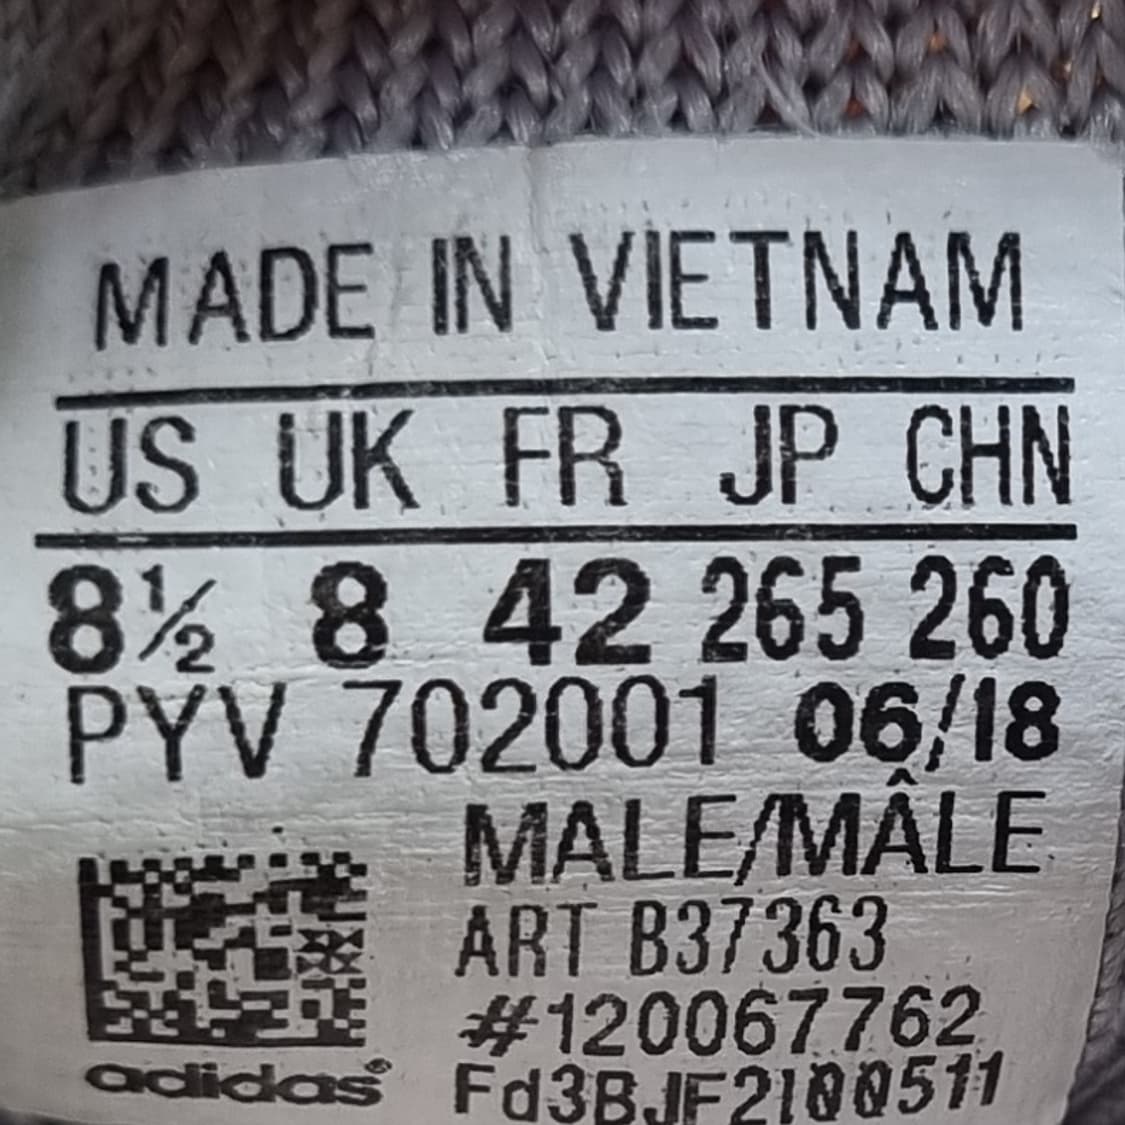 MADE IN VIETNAM
US UK FR JP CHN
8½ 8 42 265 260
PYV 702001 06/18
MALE/MÂLE
ART B37363
#120067762
adidas®